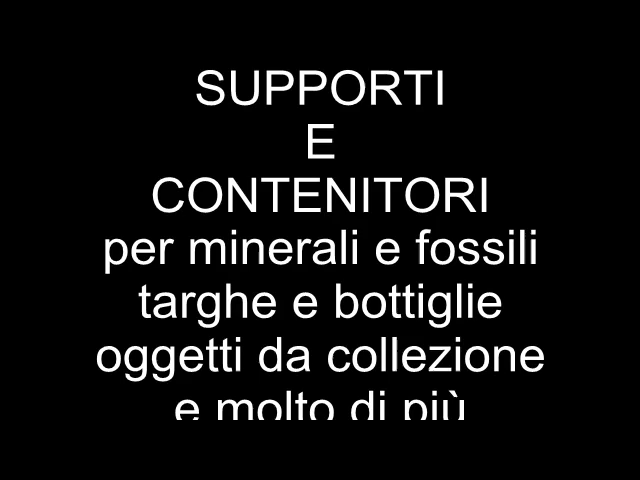 SUPPORTI
E
CONTENITORI
per minerali e fossili
targhe e bottiglie
oggetti da collezione
e molto di più